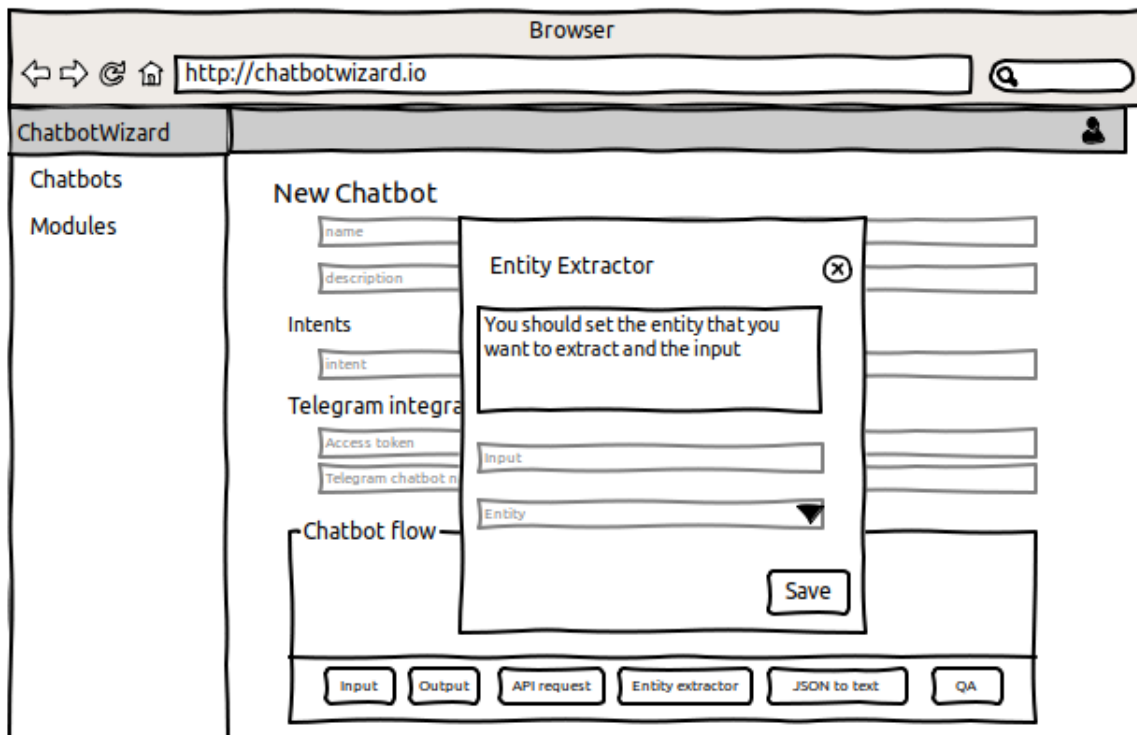 Browser
http://chatbotwizard.io
ChatbotWizard
Chatbots
Modules
New Chatbot
name
description
Intents
intent
Telegram integra
Access token
Telegram chatbot n
Entity Extractor
You should set the entity that you
want to extract and the input
Input
Entity
Save
Chatbot flow
Input
Output
API request
Entity extractor
JSON to text
QA